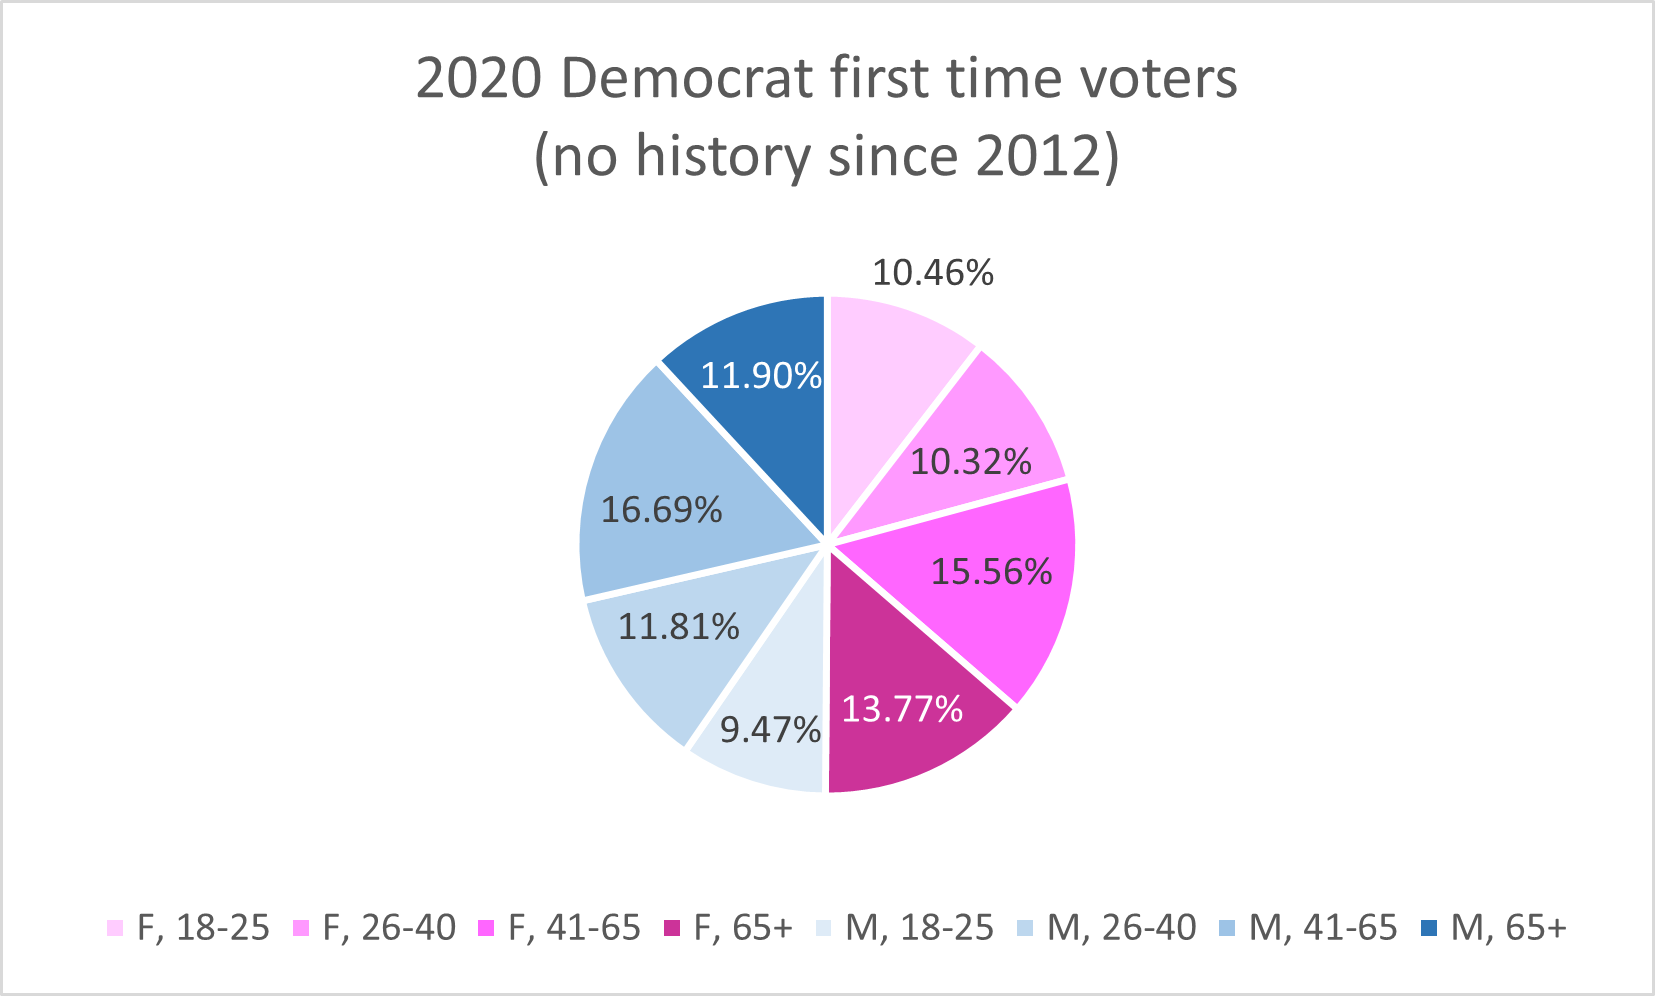 2020 Democrat first time voters
(no history since 2012)
10.46%
11.90%
10.32%
16.69%
15.56%
11.81%
13.77%
9.47%
F, 18-25 F, 26-40 F, 41-65 F, 65+ M, 18-25 M, 26-40 M, 41-65 M, 65+